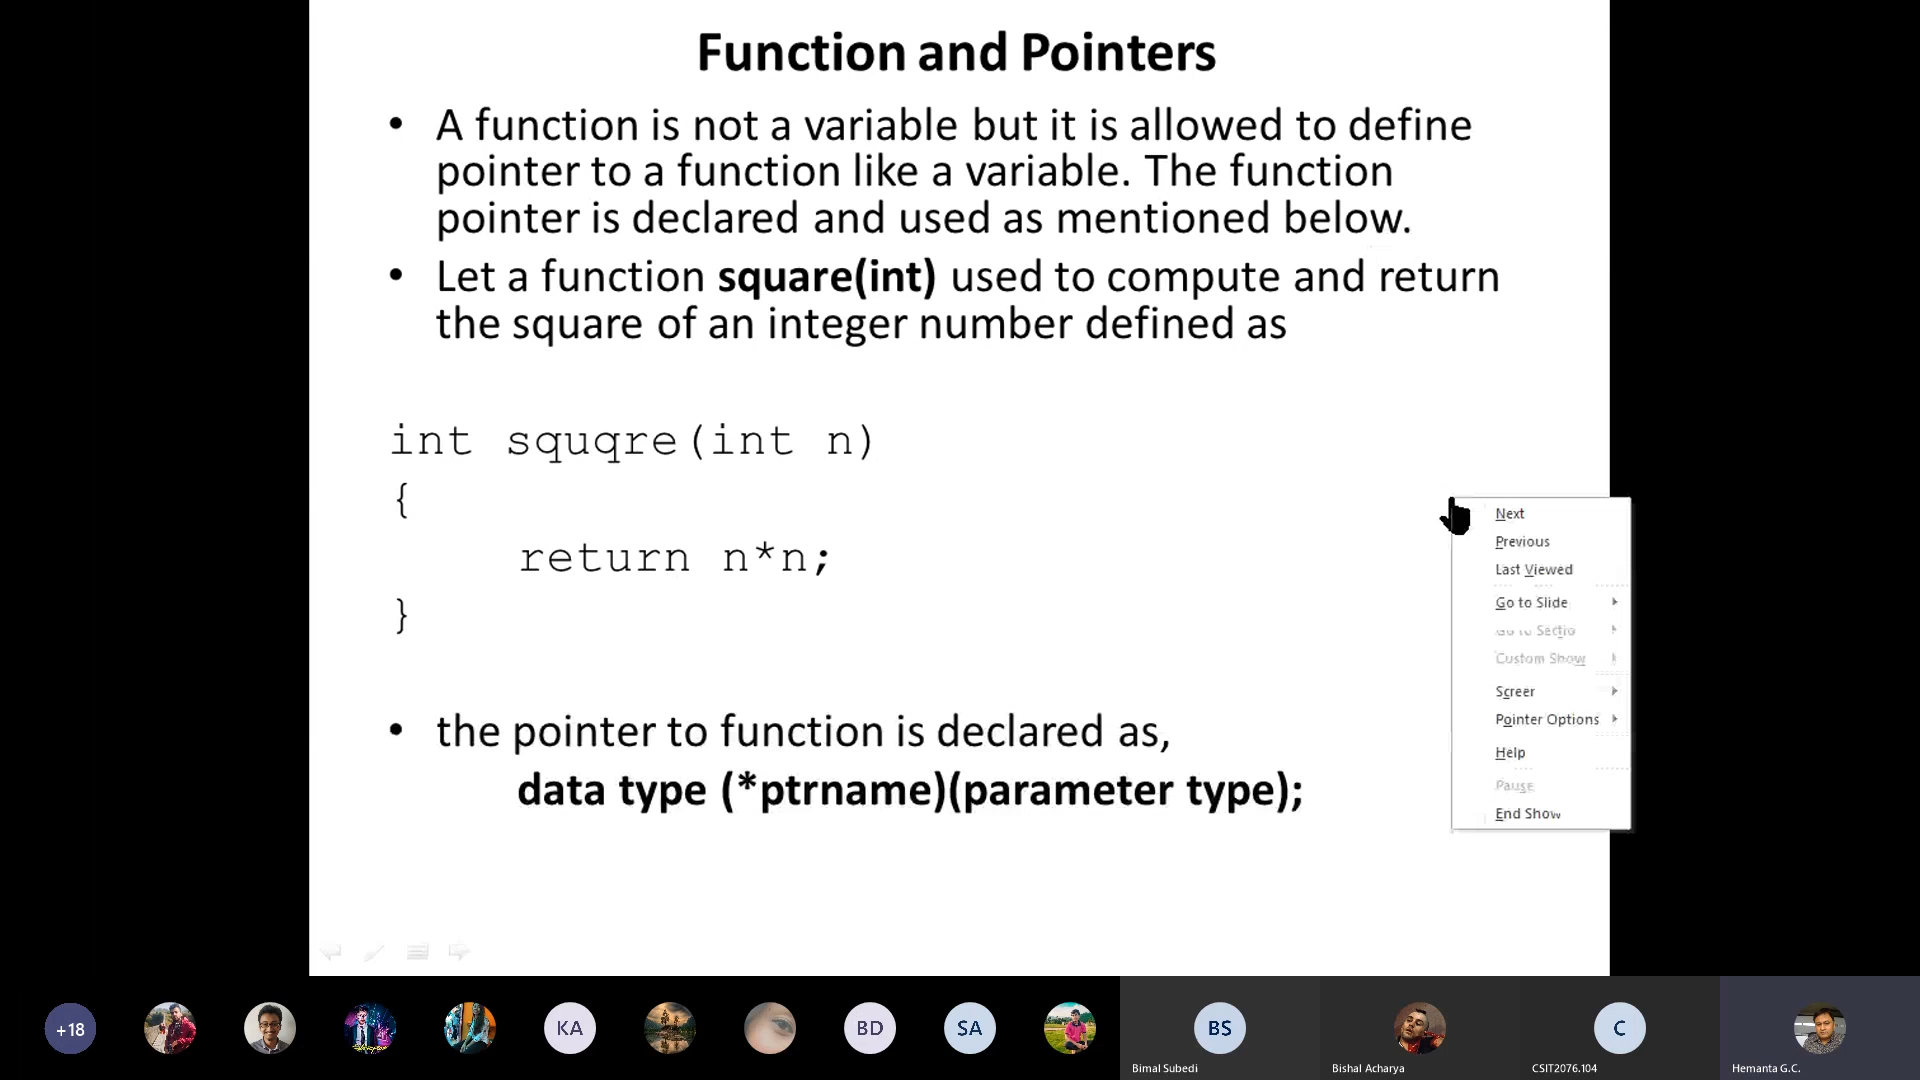 Function and Pointers
• A function is not a variable but it is allowed to define
pointer to a function like a variable. The function
pointer is declared and used as mentioned below.
• Let a function square(int) used to compute and return
the square of an integer number defined as
int squqre(int n)
{
return n*n;
}
• the pointer to function is declared as,
data type (*ptrname)(parameter type);
Next
Previous
Last Viewed
Go to Slide
Go to Sectio
Custom Show
Screer
Pointer Options
Help
Pause
End Show
+18
KA
BD
SA
BS
C
Bimal Subedi
Bishal Acharya
CSIT2076.104
Hemanta G.C.